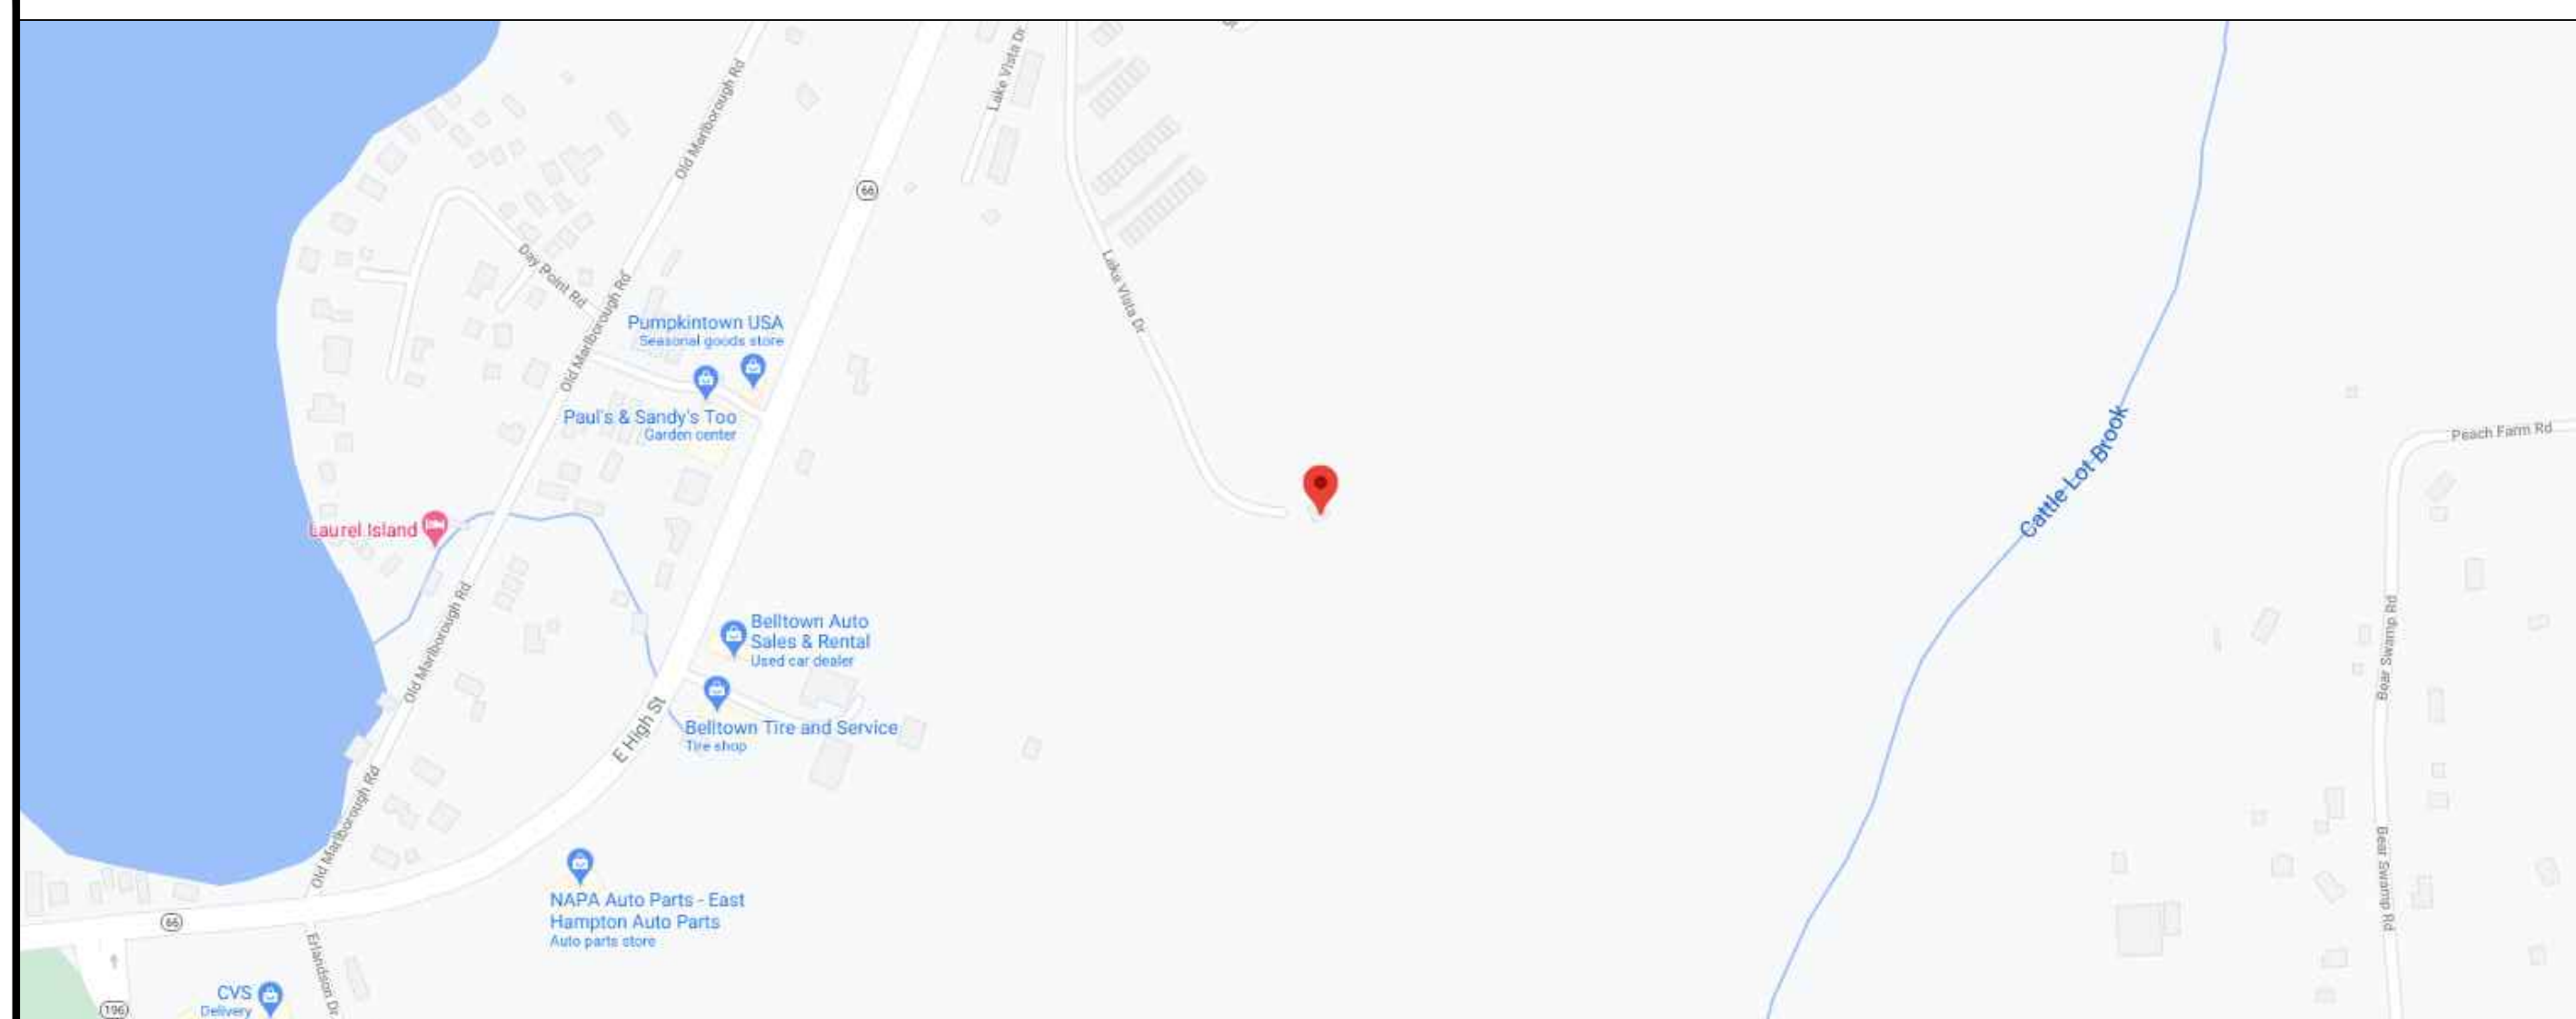 Lake Vista Dr
Old Marlborough Rd
66
Day Point Rd
Lake Vista Dr
Old Marlborough Rd
Pumpkintown USA
Seasonal goods store
Paul's & Sandy's Too
Garden center
Cattle Lot Brook
Peach Farm Rd
Laurel Island
Old Marlborough Rd
Belltown Auto
Sales & Rental
Used car dealer
Bear Swamp Rd
E High St
Belltown Tire and Service
Tire shop
Old Marlborough Rd
Bear Swamp Rd
NAPA Auto Parts - East
Hampton Auto Parts
Auto parts store
66
Erlandson Dr
CVS
Delivery
196